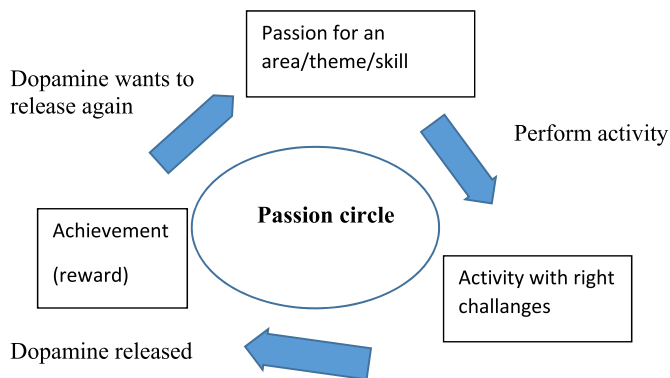 Passion for an
area/theme/skill
Dopamine wants to
release again
Perform activity
Passion circle
Achievement
(reward)
Activity with right
challanges
Dopamine released